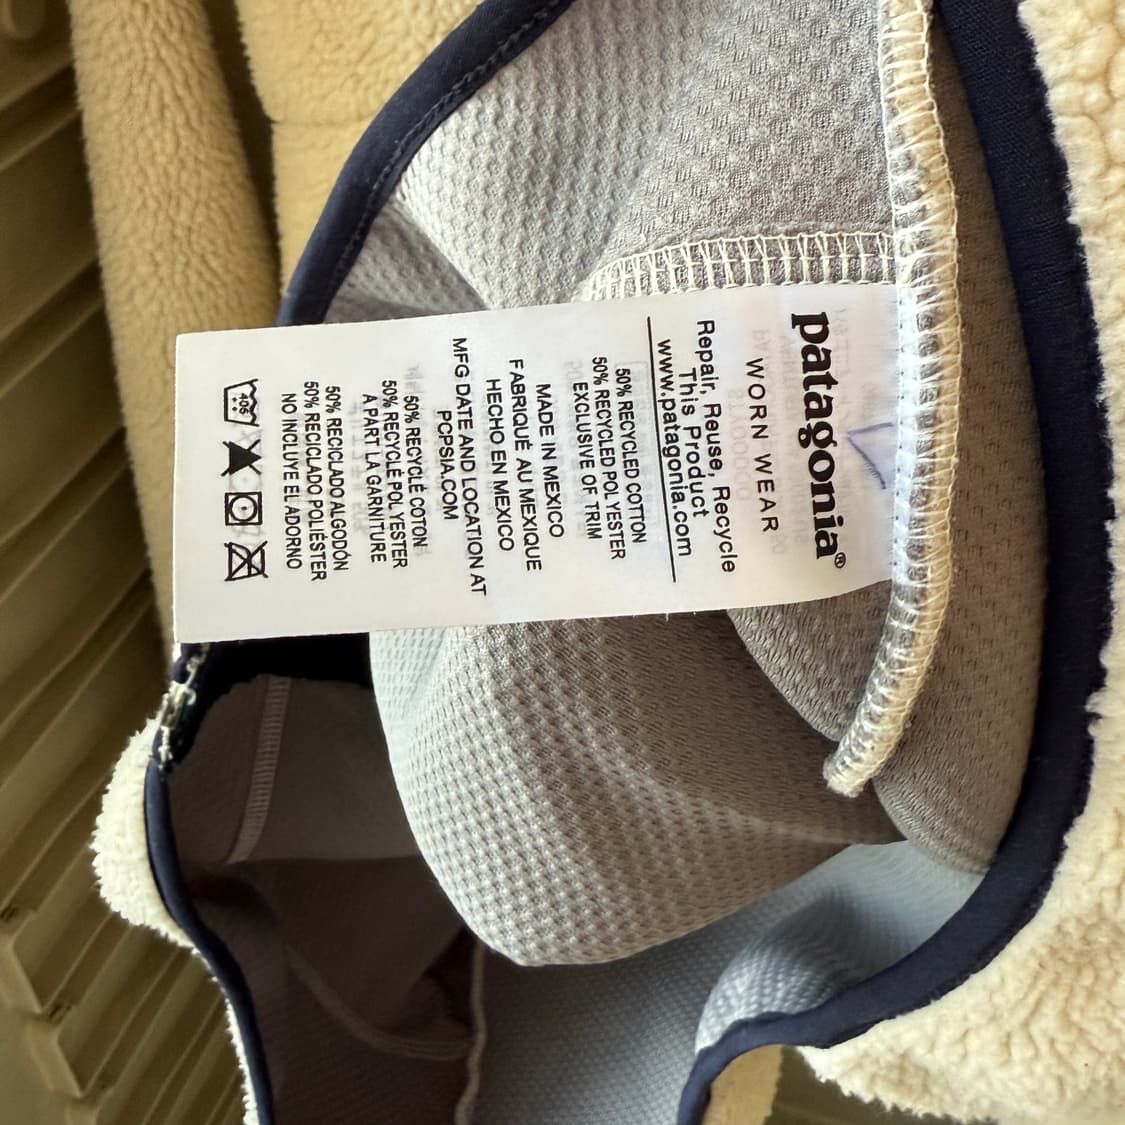 patagonia®
WORN WEAR
Repair, Reuse, Recycle
This Product
www.patagonia.com
50% RECYCLED COTTON
50% RECYCLED POLYESTER
EXCLUSIVE OF TRIM
MADE IN MEXICO
FABRIQUÉ AU MEXIQUE
HECHO EN MEXICO
MFG DATE AND LOCATION AT
PCPSIA.COM
50% RECYCLÉ COTON
50% RECYCLÉ POLYESTER
À PART LA GARNITURE
50% RECICLADO ALGODÓN
50% RECICLADO POLIÉSTER
NO INCLUYE EL ADORNO